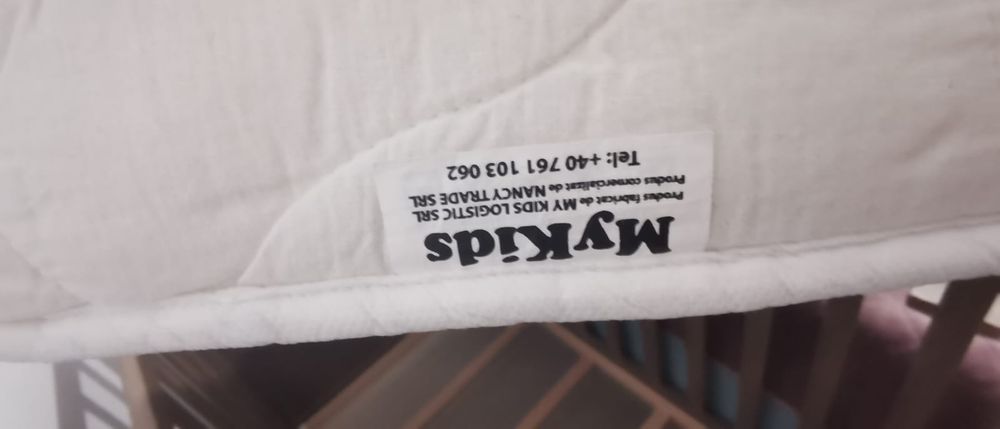 MyKids
Produs fabricat de MY KIDS LOGISTIC SRL
Produs comercializat de NANCY TRADE SRL
Tel: +40 761 103 062